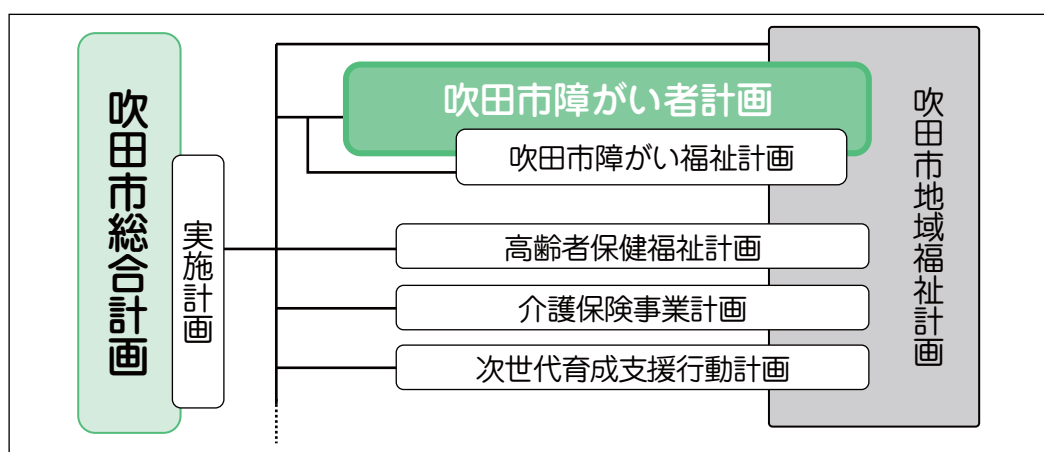 吹田市総合計画
実施計画
吹田市障がい者計画
吹田市障がい福祉計画
高齢者保健福祉計画
介護保険事業計画
次世代育成支援行動計画
吹田市地域福祉計画